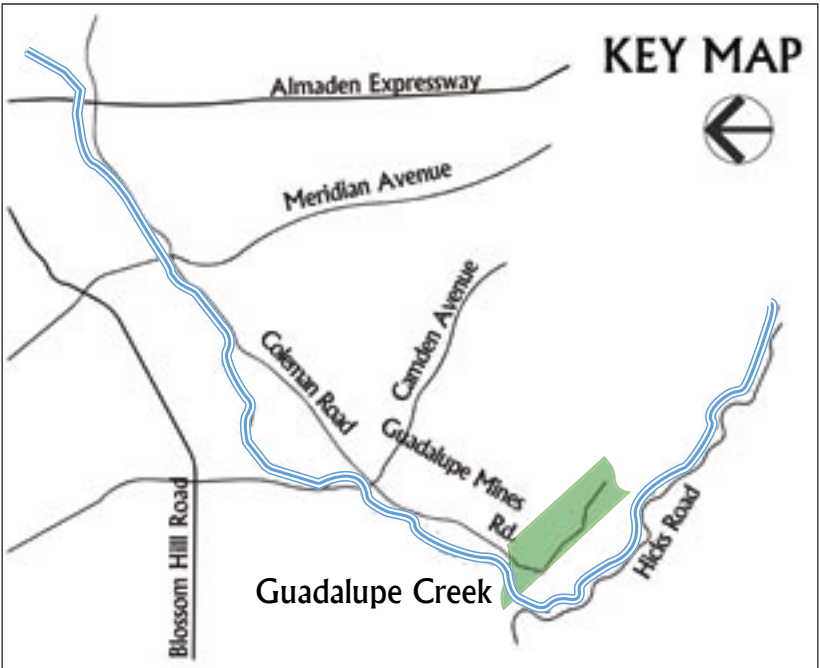 KEY MAP
Almaden Expressway
Meridian Avenue
Camden Avenue
Coleman Road
Guadalupe Mines
Rd.
Hicks Road
Blossom Hill Road
Guadalupe Creek